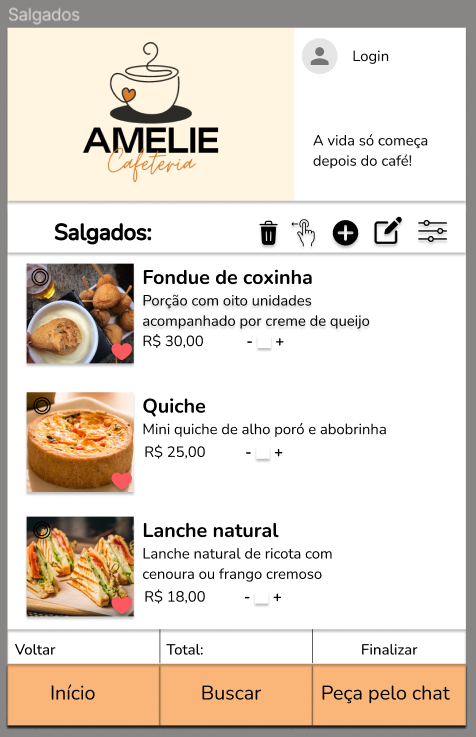 Salgados
AMELIE
Cafeteria
Login
A vida só começa
depois do café!
Salgados:
Fondue de coxinha
Porção com oito unidades
acompanhado por creme de queijo
R$ 30,00 - +
Quiche
Mini quiche de alho poró e abobrinha
R$ 25,00 - +
Lanche natural
Lanche natural de ricota com
cenoura ou frango cremoso
R$ 18,00 - +
Voltar Total: Finalizar
Início Buscar Peça pelo chat